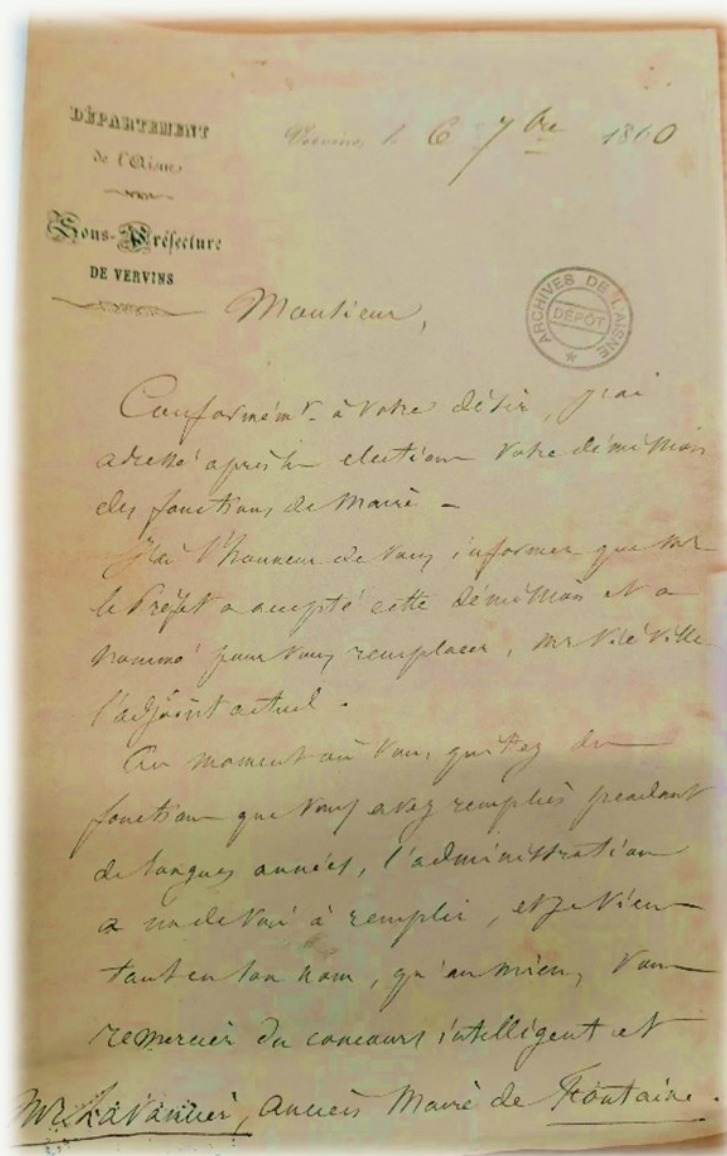 DÉPARTEMENT
de l'Aisne
Sous-Préfecture
DE VERVINS
Vervins, le 6 7bre 1860
ARCHIVES DE L'AISNE
DÉPÔT
Monsieur,
Conformémt à votre désir, j'ai
adressé après les élections votre démission
des fonctions de Maire -
J'ai l'honneur de vous informer que Mr
le Préfet a accepté cette démission et a
nommé pour vous remplacer, Mr Viéville
l'adjoint actuel.
Au moment où vous quittez des
fonctions que vous avez remplies pendant
de longues années, l'administration
a un devoir à remplir, et je viens
tant en son nom, qu'au mien, vous
remercier du concours intelligent et
Mr, ancien Maire de Fontaine.